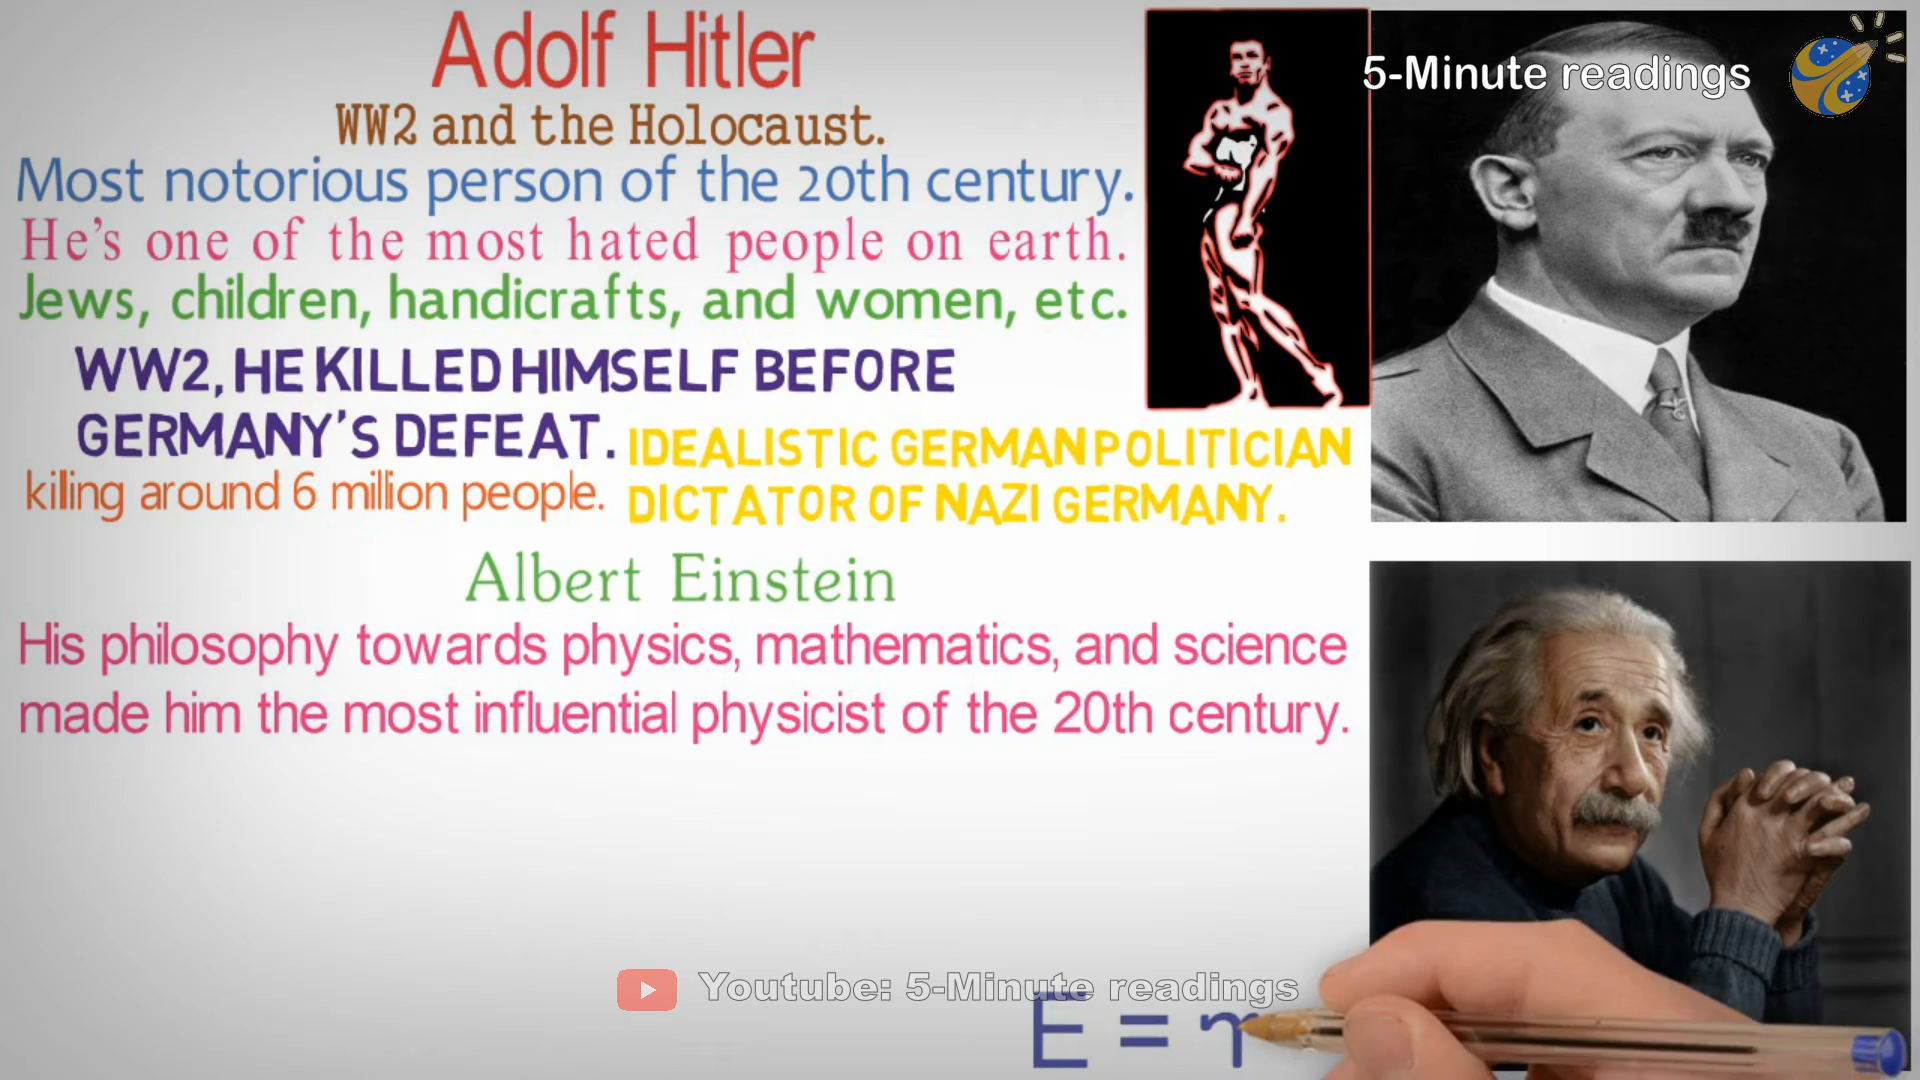 Adolf Hitler
5-Minute readings
WW2 and the Holocaust.
Most notorious person of the 20th century.
He's one of the most hated people on earth.
Jews, children, handicrafts, and women, etc.
WW2, HE KILLED HIMSELF BEFORE
GERMANY'S DEFEAT.
killing around 6 million people.
IDEALISTIC GERMAN POLITICIAN
DICTATOR OF NAZI GERMANY.
Albert Einstein
His philosophy towards physics, mathematics, and science
made him the most influential physicist of the 20th century.
Youtube: 5-Minute readings
E =